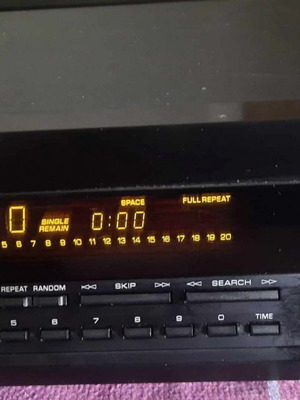 SPACE FULL REPEAT
0 SINGLE REMAIN 0:00
5 6 7 8 9 10 11 12 13 14 15 16 17 18 19 20
REPEAT RANDOM SKIP SEARCH
5 6 7 8 9 0 TIME